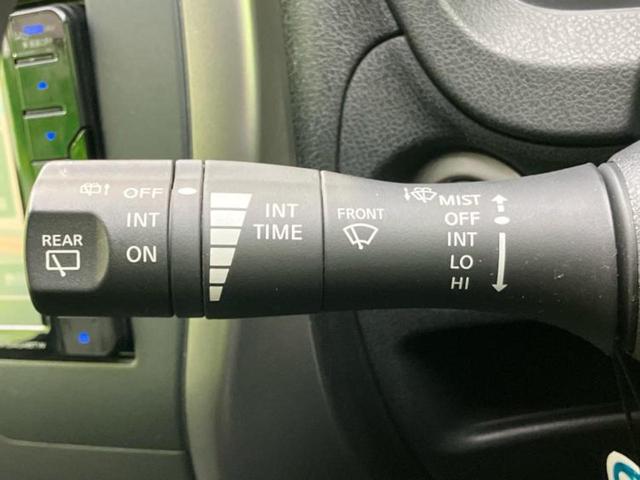 REAR
OFF
INT
ON
INT
TIME
FRONT
MIST
OFF
INT
LO
HI